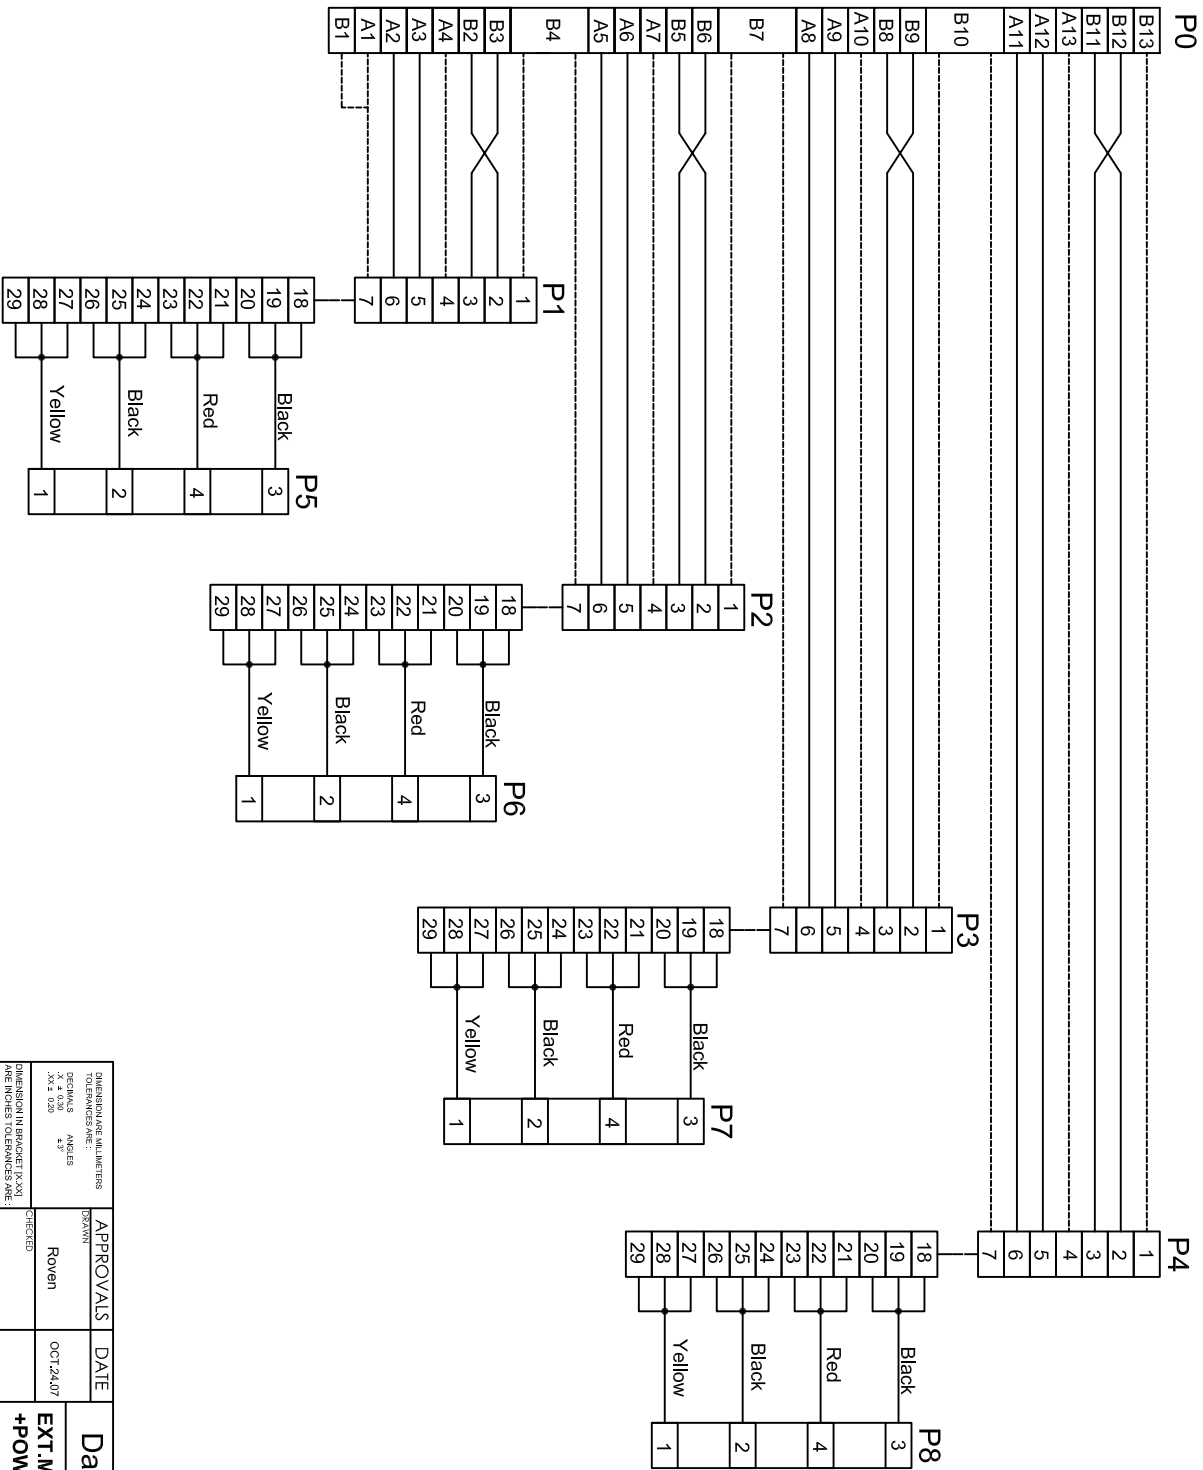 P0
B1 A1 A2 A3 A4 B2 B3 B4 A5 A6 A7 B5 B6 B7 A8 A9 A10 B8 B9 B10 A11 A12 A13 B11 B12 B13
P1
7 6 5 4 3 2 1
29 28 27 26 25 24 23 22 21 20 19 18
Yellow
Black
Red
Black
P5
1 2 4 3
P2
7 6 5 4 3 2 1
29 28 27 26 25 24 23 22 21 20 19 18
Yellow
Black
Red
Black
P6
1 2 4 3
P3
7 6 5 4 3 2 1
29 28 27 26 25 24 23 22 21 20 19 18
Yellow
Black
Red
Black
P7
1 2 4 3
P4
7 6 5 4 3 2 1
29 28 27 26 25 24 23 22 21 20 19 18
Yellow
Black
Red
Black
P8
1 2 4 3
DIMENSION ARE MILLIMETERS
TOLERANCES ARE :
DECIMALS ANGLES
.X ± 0.30 ± 3°
.XX ± 0.20
DIMENSION IN BRACKET [X.XX]
ARE INCHES TOLERANCES ARE :
APPROVALS DATE
DRAWN
Roven OCT.24.07
CHECKED
Da
EXT.M
+POW